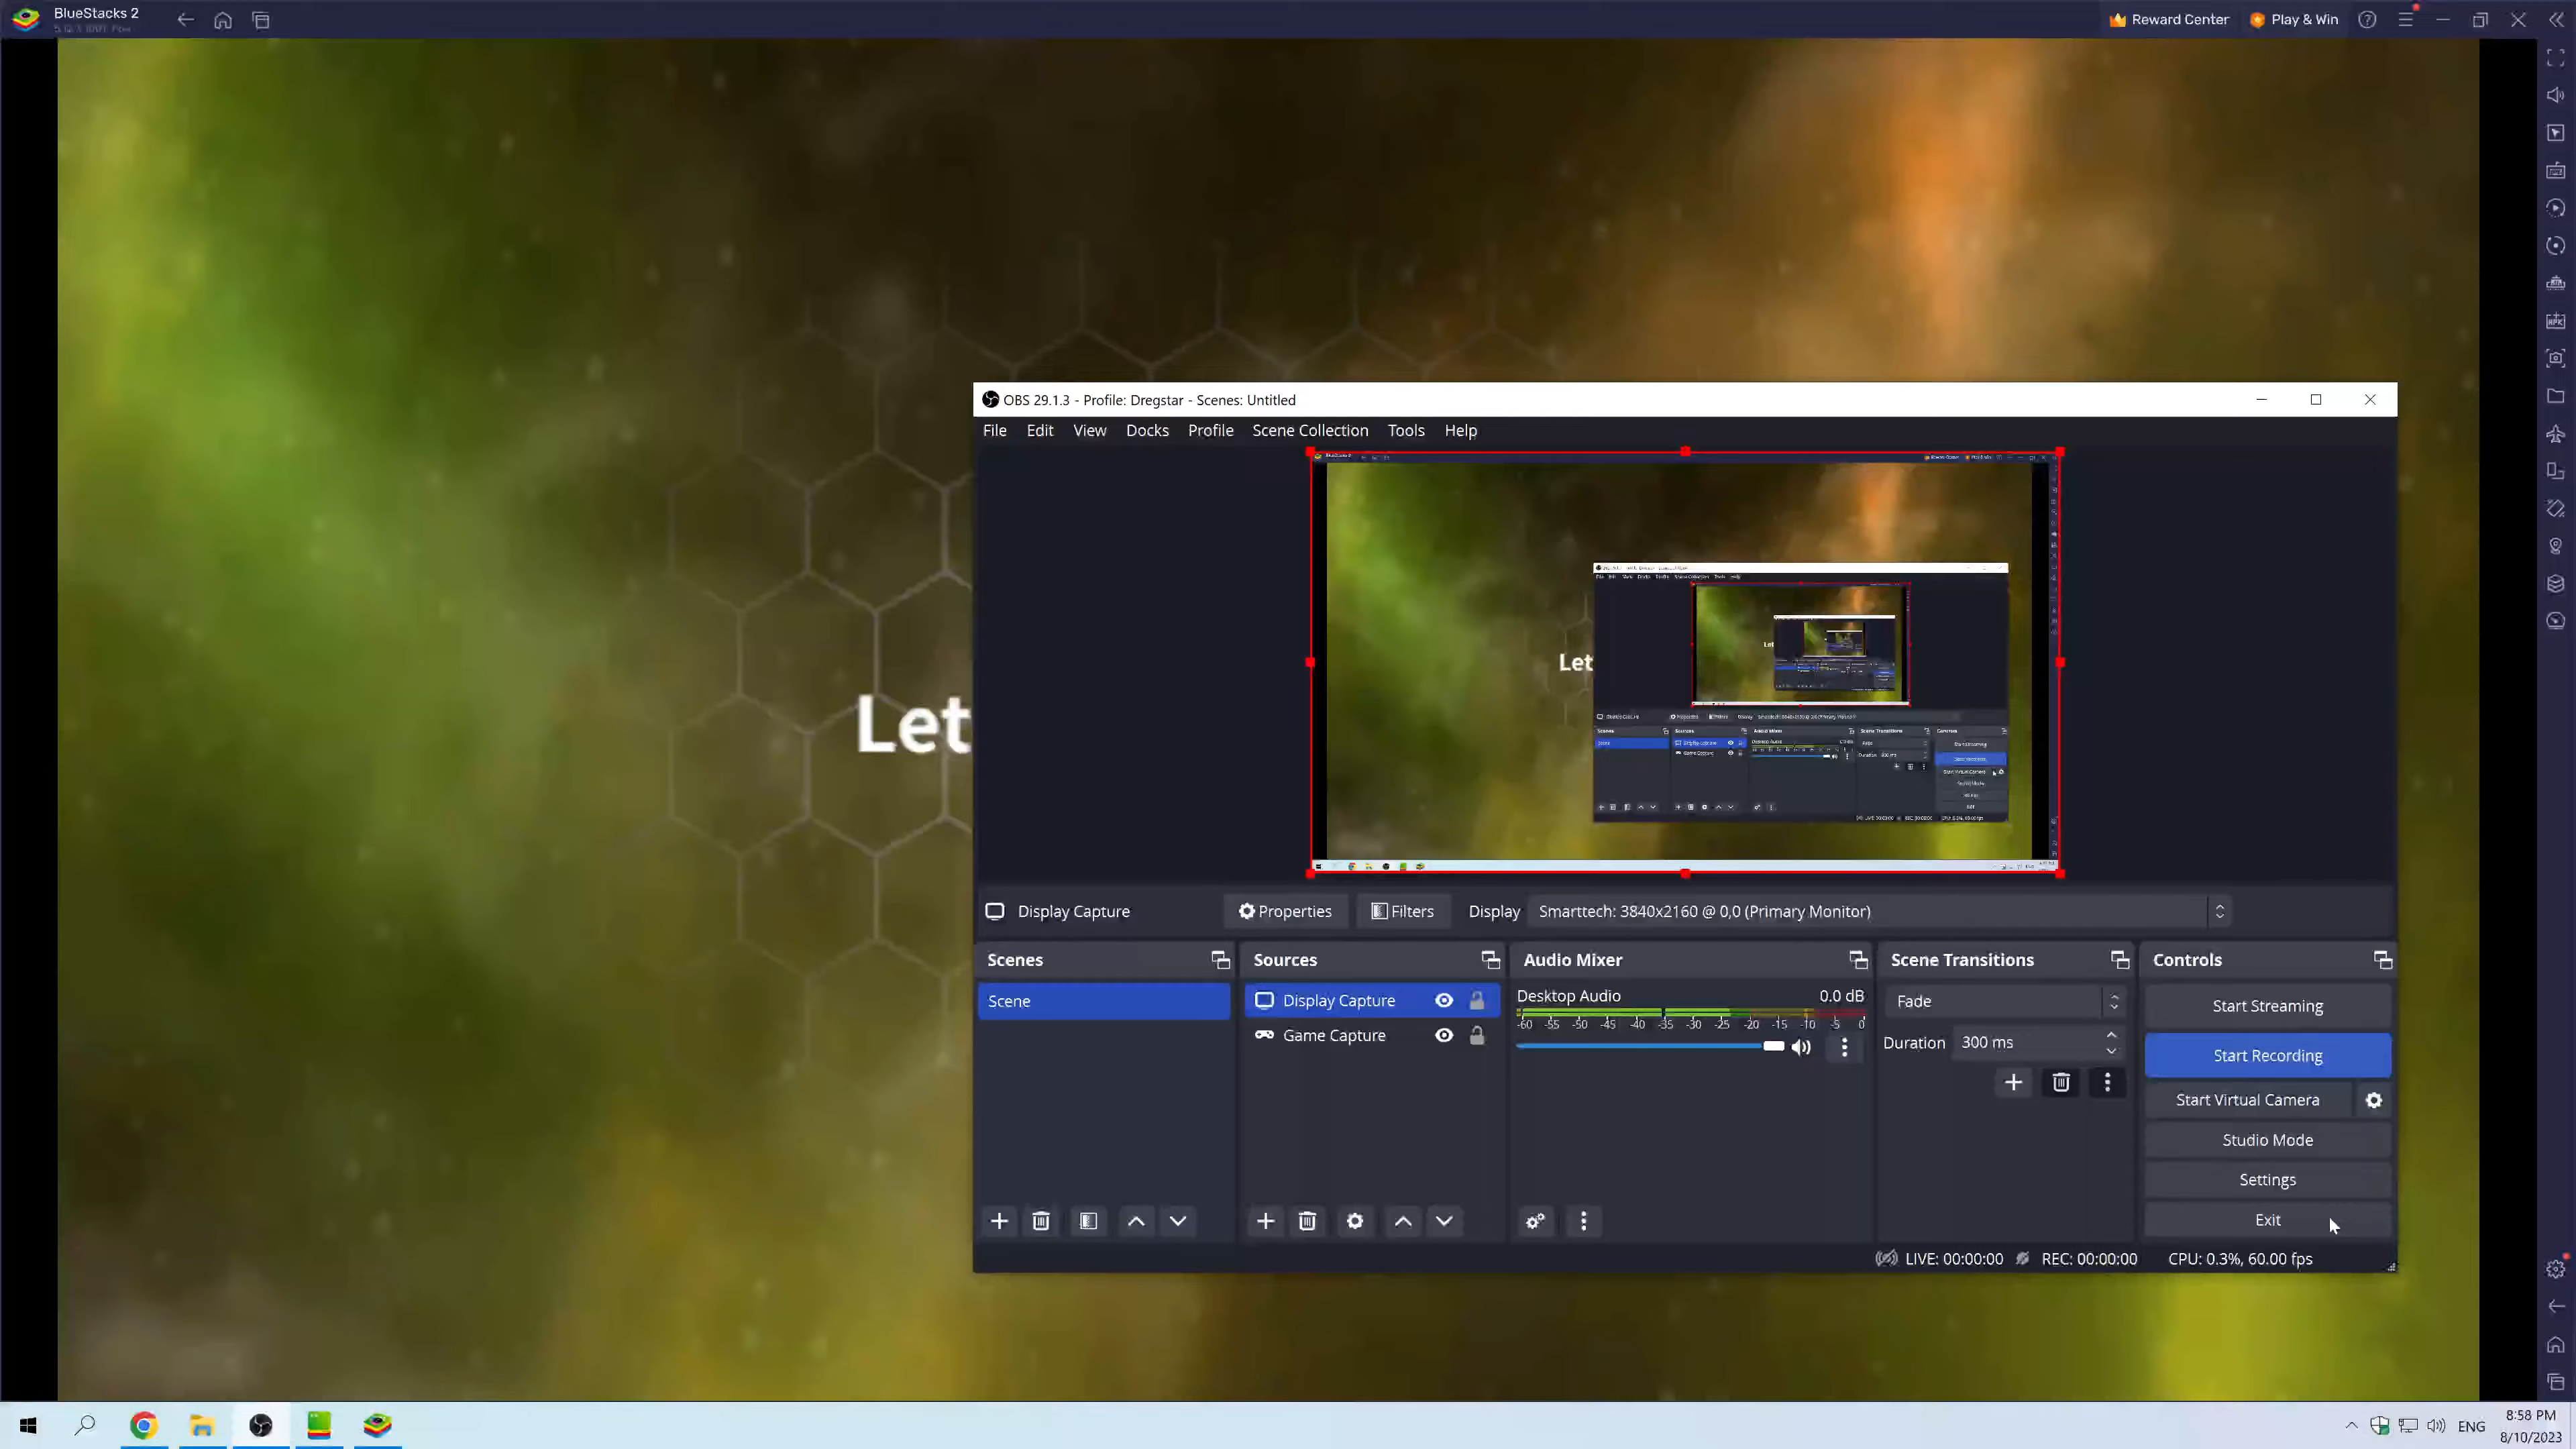 BlueStacks 2
Reward Center
Play & Win
Let
OBS 29.1.3 - Profile: Dregstar - Scenes: Untitled
File Edit View Docks Profile Scene Collection Tools Help
Let
Display Capture Properties Filters Display Smarttech: 3840x2160 @ 0,0 (Primary Monitor)
Scenes Sources Audio Mixer Scene Transitions Controls
Scene
Display Capture
Game Capture
Desktop Audio 0.0 dB
-60 -55 -50 -45 -40 -35 -30 -25 -20 -15 -10 -5 0
Fade
Duration 300 ms
Start Streaming
Start Recording
Start Virtual Camera
Studio Mode
Settings
Exit
LIVE: 00:00:00 REC: 00:00:00 CPU: 0.3%, 60.00 fps
ENG
8:58 PM
8/10/2023